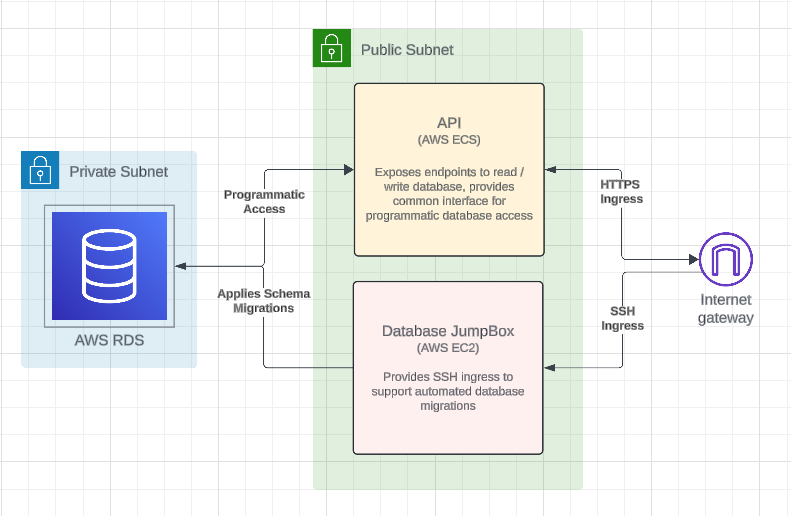 Public Subnet
API
(AWS ECS)
Exposes endpoints to read /
write database, provides
common interface for
programmatic database access
Private Subnet
AWS RDS
Programmatic
Access
Applies Schema
Migrations
Database JumpBox
(AWS EC2)
Provides SSH ingress to
support automated database
migrations
HTTPS
Ingress
SSH
Ingress
Internet
gateway